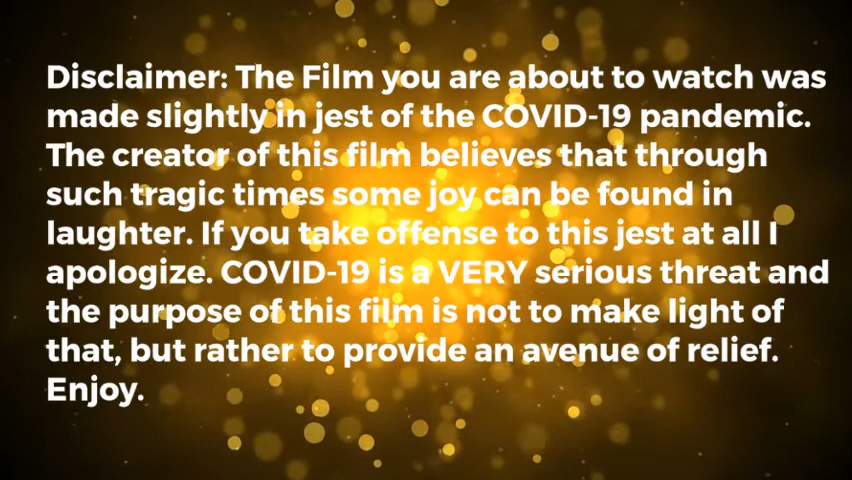 Disclaimer: The Film you are about to watch was
made slightly in jest of the COVID-19 pandemic.
The creator of this film believes that through
such tragic times some joy can be found in
laughter. If you take offense to this jest at all I
apologize. COVID-19 is a VERY serious threat and
the purpose of this film is not to make light of
that, but rather to provide an avenue of relief.
Enjoy.